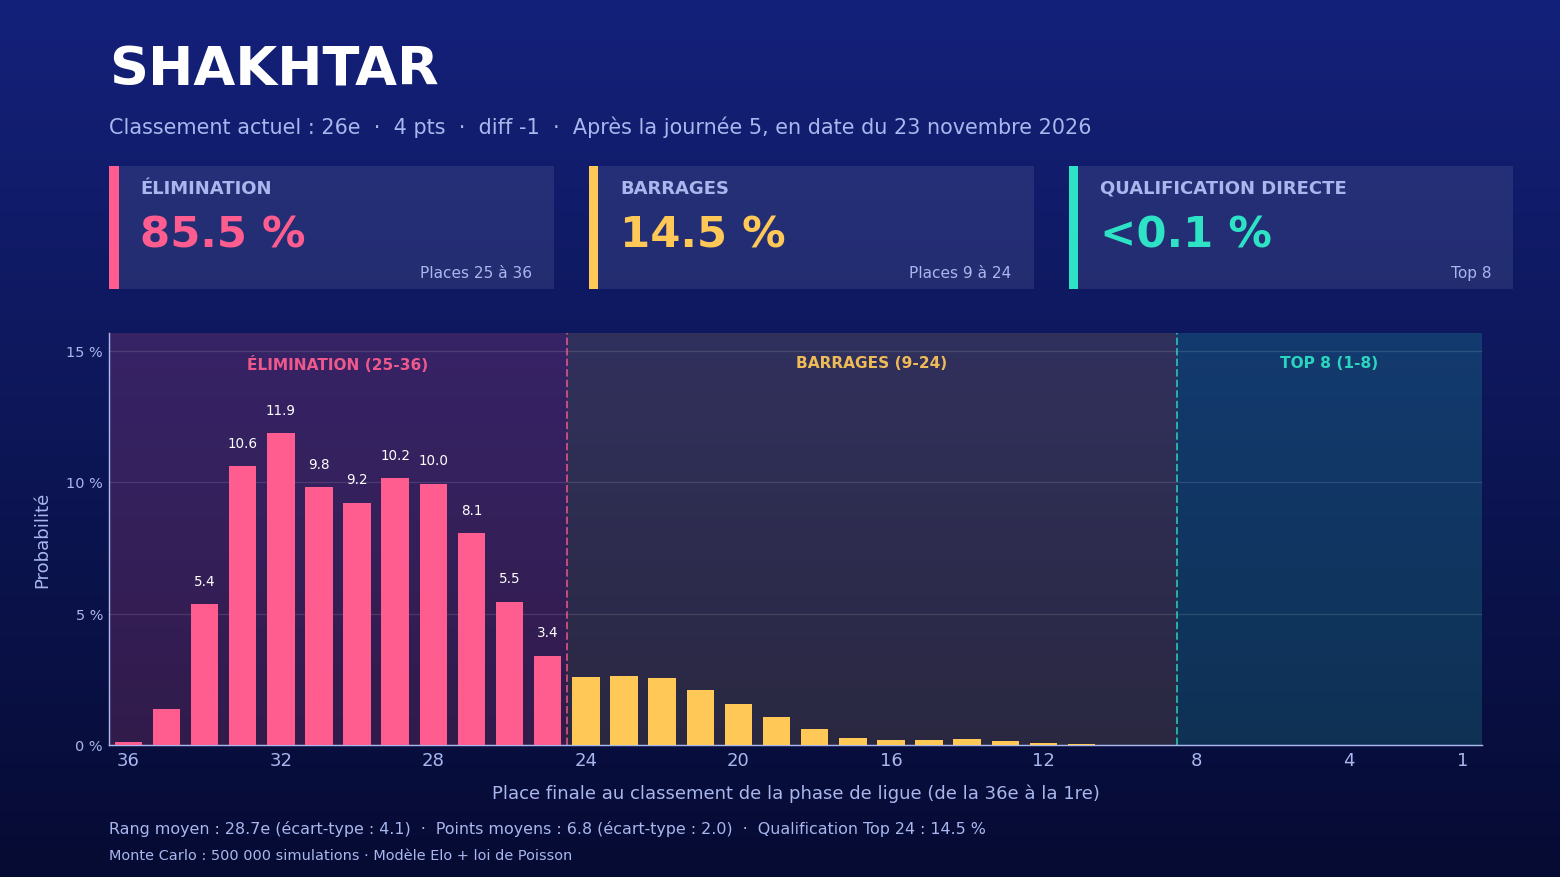 SHAKHTAR
Classement actuel : 26e · 4 pts · diff -1 · Après la journée 5, en date du 23 novembre 2026
ÉLIMINATION
85.5 %
Places 25 à 36
BARRAGES
14.5 %
Places 9 à 24
QUALIFICATION DIRECTE
<0.1 %
Top 8
ÉLIMINATION (25-36)
BARRAGES (9-24)
TOP 8 (1-8)
Probabilité
15 %
10 %
5 %
0 %
5.4
10.6
11.9
9.8
9.2
10.2
10.0
8.1
5.5
3.4
36
32
28
24
20
16
12
8
4
1
Place finale au classement de la phase de ligue (de la 36e à la 1re)
Rang moyen : 28.7e (écart-type : 4.1) · Points moyens : 6.8 (écart-type : 2.0) · Qualification Top 24 : 14.5 %
Monte Carlo : 500 000 simulations · Modèle Elo + loi de Poisson